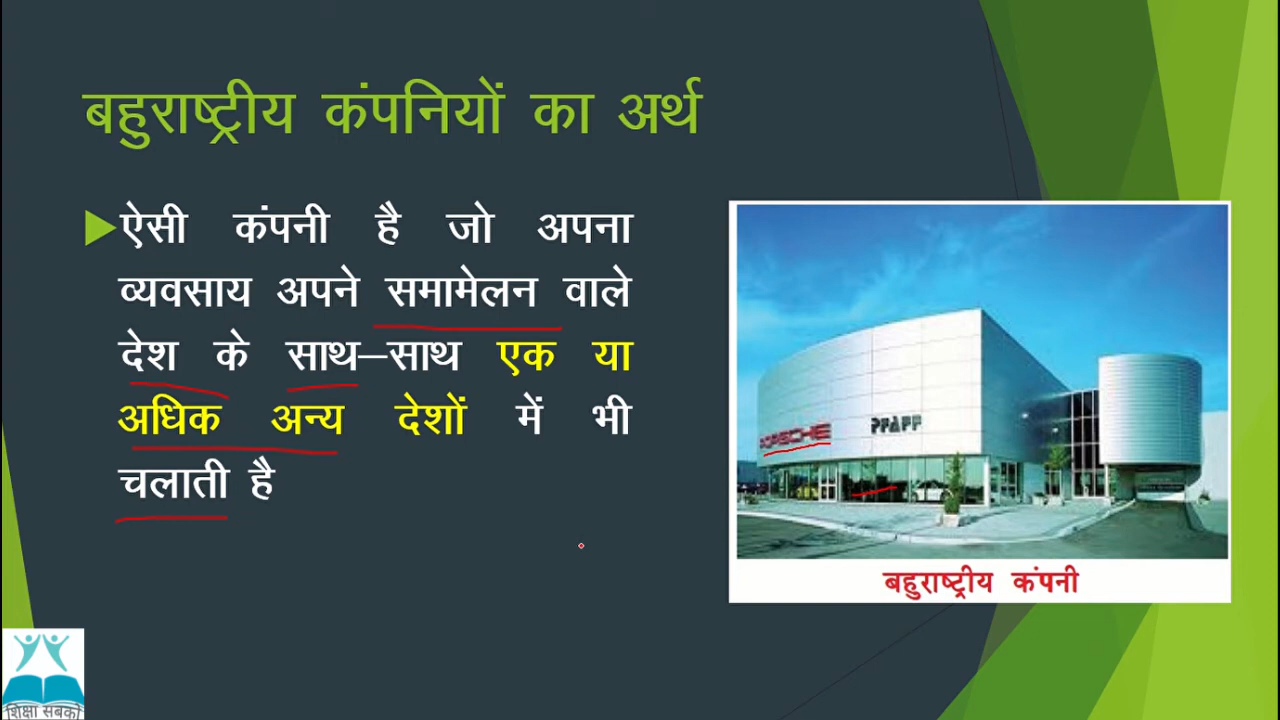 बहुराष्ट्रीय कंपनियों का अर्थ
ऐसी कंपनी है जो अपना
व्यवसाय अपने समामेलन वाले
देश के साथ–साथ एक या
अधिक अन्य देशों में भी
चलाती है
PORSCHE PFAFF
बहुराष्ट्रीय कंपनी
शिक्षा सबको